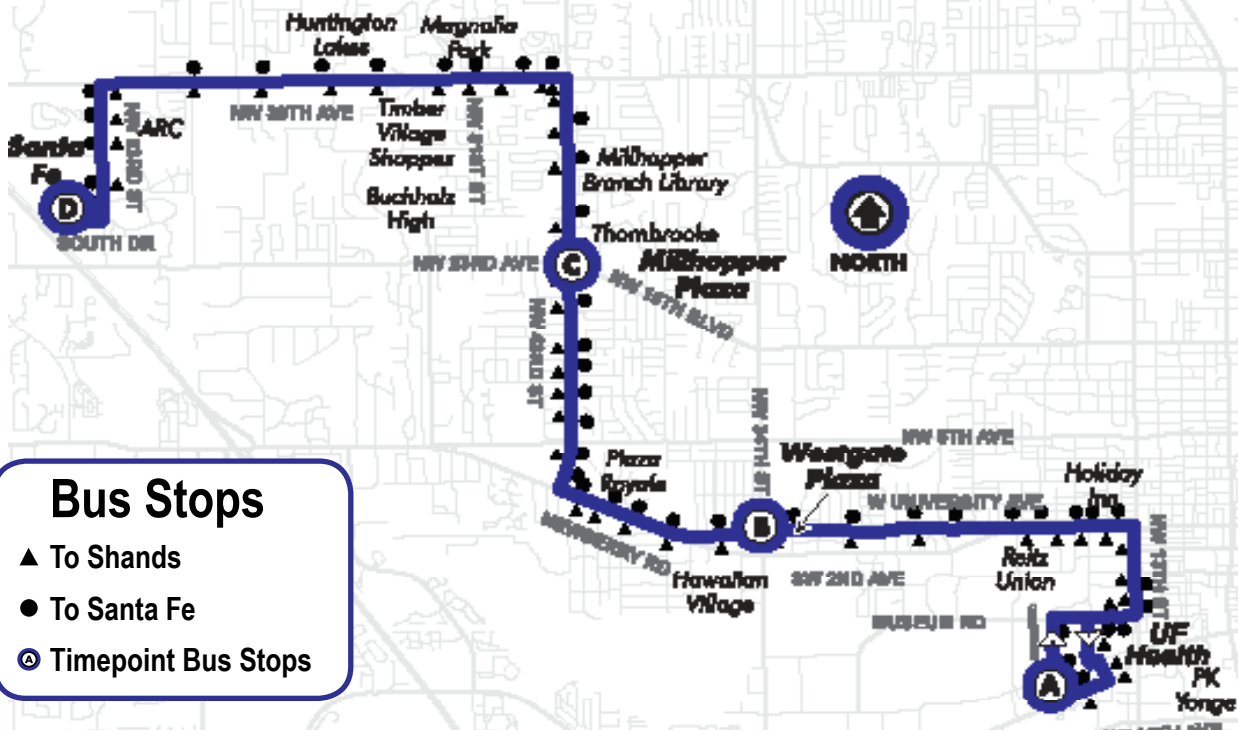 Huntington
Lakes
Magnolia
Park
NW 39TH AVE
Timber
Village
Shoppes
NW 51ST ST
ARC
NW 83RD ST
Santa
Fe
D
SOUTH DR
Buchholz
High
Millhopper
Branch Library
Thornbrooke
NW 23RD AVE
C
Millhopper
Plaza
NW 16TH BLVD
NORTH
NW 43RD ST
NW 34TH ST
Plaza
Royale
Westgate
Plaza
NW 8TH AVE
W UNIVERSITY AVE
Holiday
Inn
B
NEWBERRY RD
Hawaiian
Village
SW 2ND AVE
Reitz
Union
NW 13TH ST
MUSEUM RD
UF
Health
A
PK
Yonge
Bus Stops
To Shands
To Santa Fe
A Timepoint Bus Stops